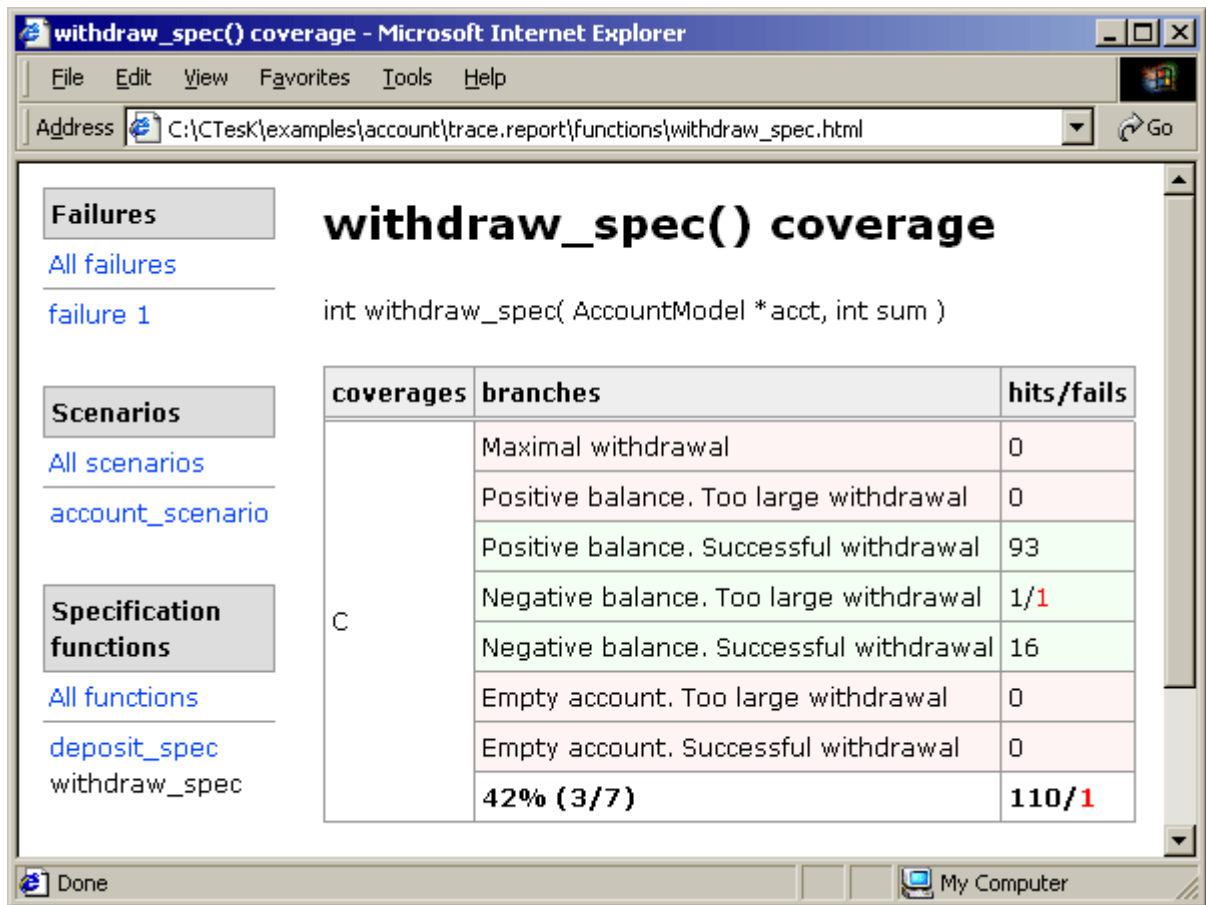 withdraw_spec() coverage - Microsoft Internet Explorer
File Edit View Favorites Tools Help
Address C:\CTesK\examples\account\trace.report\functions\withdraw_spec.html Go
Failures
All failures
failure 1
Scenarios
All scenarios
account_scenario
Specification
functions
All functions
deposit_spec
withdraw_spec
withdraw_spec() coverage
int withdraw_spec( AccountModel *acct, int sum )
coverages branches hits/fails
C
Maximal withdrawal 0
Positive balance. Too large withdrawal 0
Positive balance. Successful withdrawal 93
Negative balance. Too large withdrawal 1/1
Negative balance. Successful withdrawal 16
Empty account. Too large withdrawal 0
Empty account. Successful withdrawal 0
42% (3/7) 110/1
Done My Computer